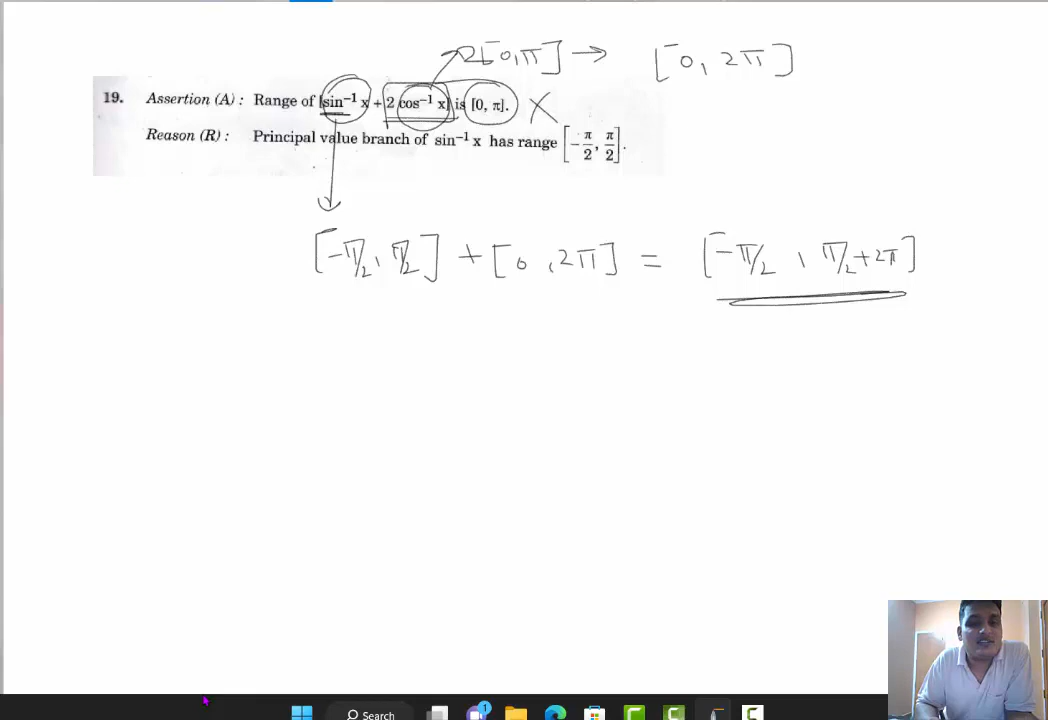 2[0,π] → [0, 2π]
19. Assertion (A) : Range of [sin⁻¹ x + 2 cos⁻¹ x] is [0, π]. X
Reason (R) : Principal value branch of sin⁻¹ x has range [-π/2, π/2].
[-π/2, π/2] + [0, 2π] = [-π/2, π/2+2π]
1
Search